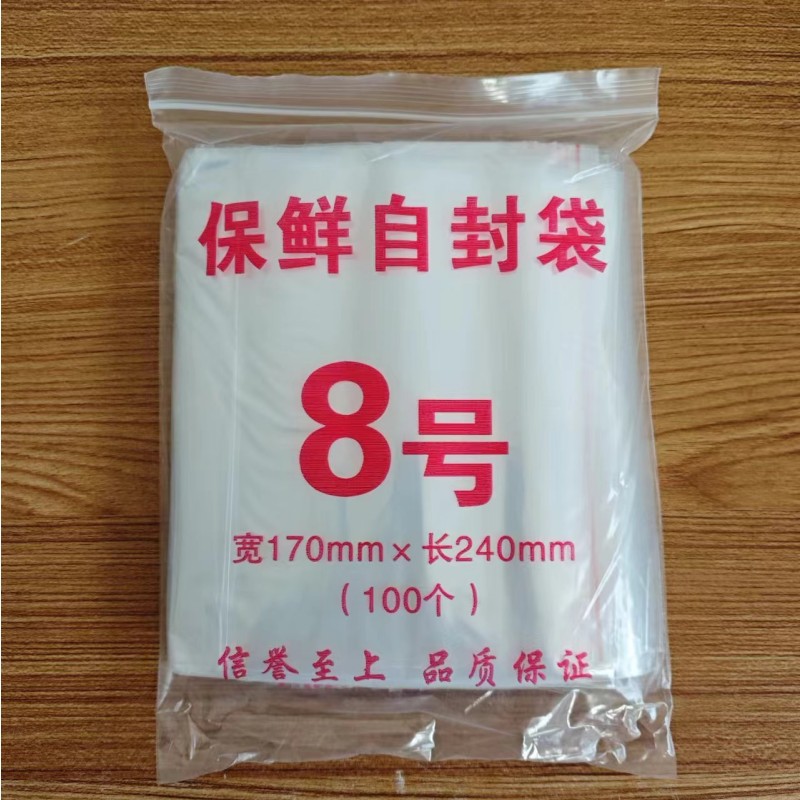 保鲜自封袋
8号
宽170mm×长240mm
（100个）
信誉至上 品质保证